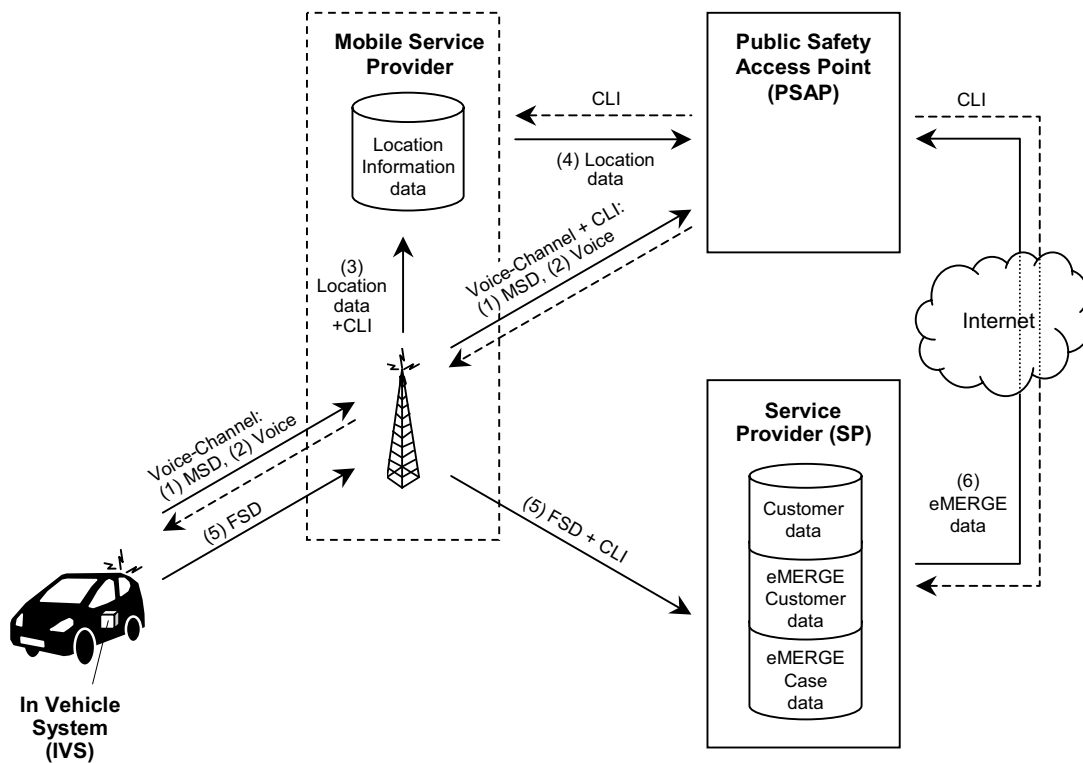 Mobile Service
Provider
Location
Information
data
Public Safety
Access Point
(PSAP)
CLI
(4) Location
data
CLI
(3)
Location
data
+CLI
Voice-Channel + CLI:
(1) MSD, (2) Voice
Internet
Voice-Channel:
(1) MSD, (2) Voice
(5) FSD
(5) FSD + CLI
Service
Provider (SP)
Customer
data
eMERGE
Customer
data
eMERGE
Case
data
(6)
eMERGE
data
In Vehicle
System
(IVS)